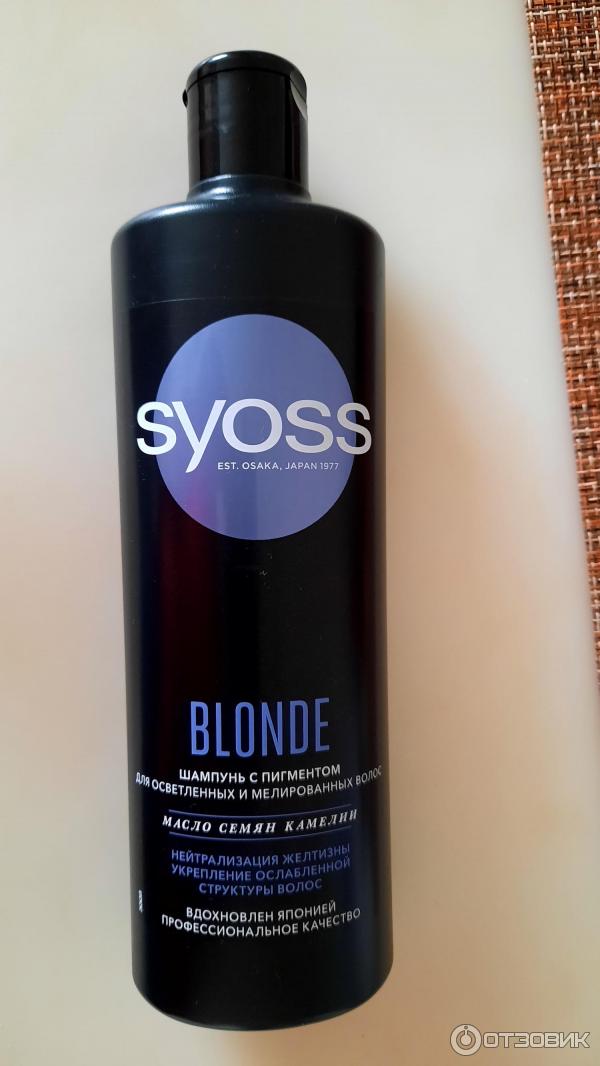 SYOSS
EST. OSAKA, JAPAN 1977
BLONDE
ШАМПУНЬ С ПИГМЕНТОМ
ДЛЯ ОСВЕТЛЕННЫХ И МЕЛИРОВАННЫХ ВОЛОС
МАСЛО СЕМЯН КАМЕЛИИ
НЕЙТРАЛИЗАЦИЯ ЖЕЛТИЗНЫ
УКРЕПЛЕНИЕ ОСЛАБЛЕННОЙ
СТРУКТУРЫ ВОЛОС
ВДОХНОВЛЕН ЯПОНИЕЙ
ПРОФЕССИОНАЛЬНОЕ КАЧЕСТВО
ОТЗОВИК